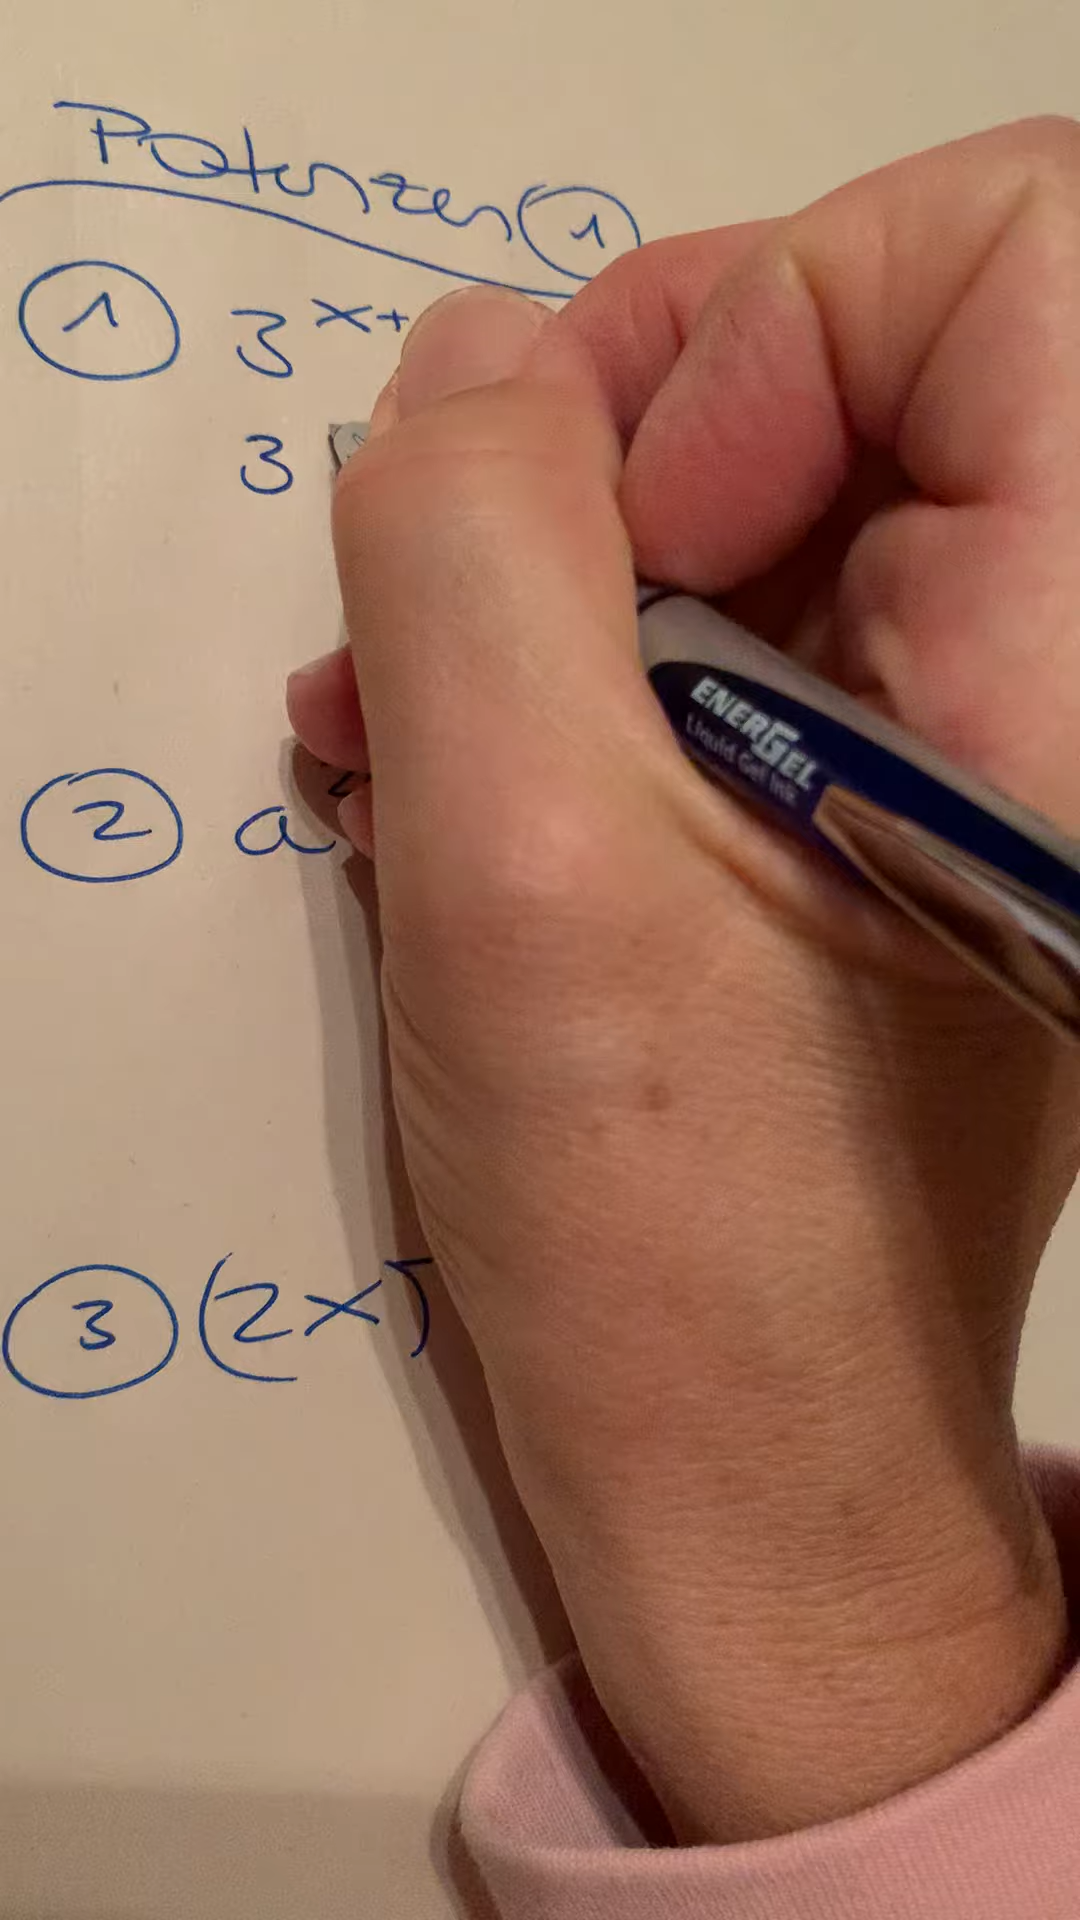 Potenzen ①
① 3^x+
3
ENERGEL
Liquid Gel Ink
② a
③ (2x)